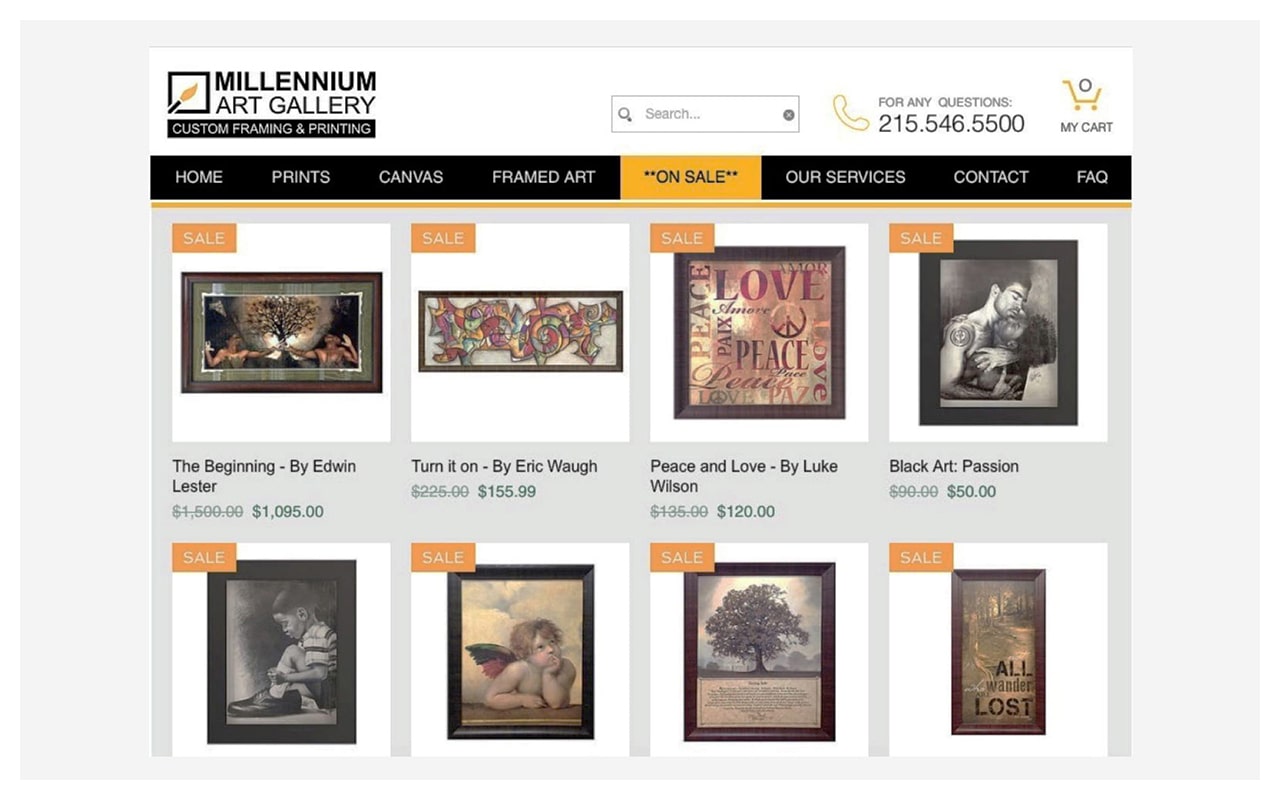 MILLENNIUM
ART GALLERY
CUSTOM FRAMING & PRINTING
Search...
FOR ANY QUESTIONS:
215.546.5500
0
MY CART
HOME PRINTS CANVAS FRAMED ART **ON SALE** OUR SERVICES CONTACT FAQ
SALE SALE SALE SALE
PEACE
LOVE
AMOR
Amore
PAIX
PEACE
Pace
Peace
LOVE
PAZ
LOVE
The Beginning - By Edwin
Lester
$1,500.00 $1,095.00
Turn it on - By Eric Waugh
$225.00 $155.99
Peace and Love - By Luke
Wilson
$135.00 $120.00
Black Art: Passion
$90.00 $50.00
SALE SALE SALE SALE
ALL
wander
LOST